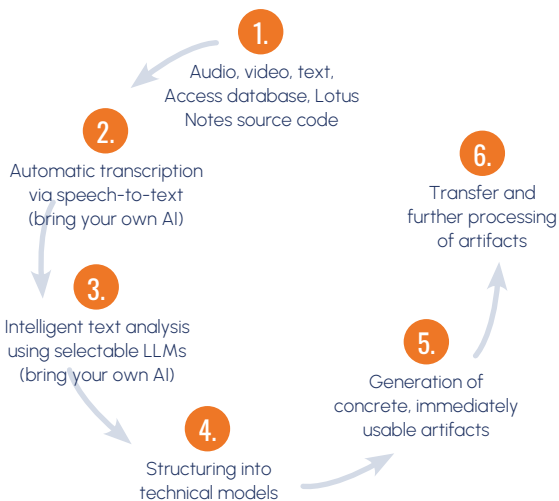 1.
Audio, video, text,
Access database, Lotus
Notes source code
2.
Automatic transcription
via speech-to-text
(bring your own AI)
3.
Intelligent text analysis
using selectable LLMs
(bring your own AI)
4.
Structuring into
technical models
5.
Generation of
concrete, immediately
usable artifacts
6.
Transfer and
further processing
of artifacts